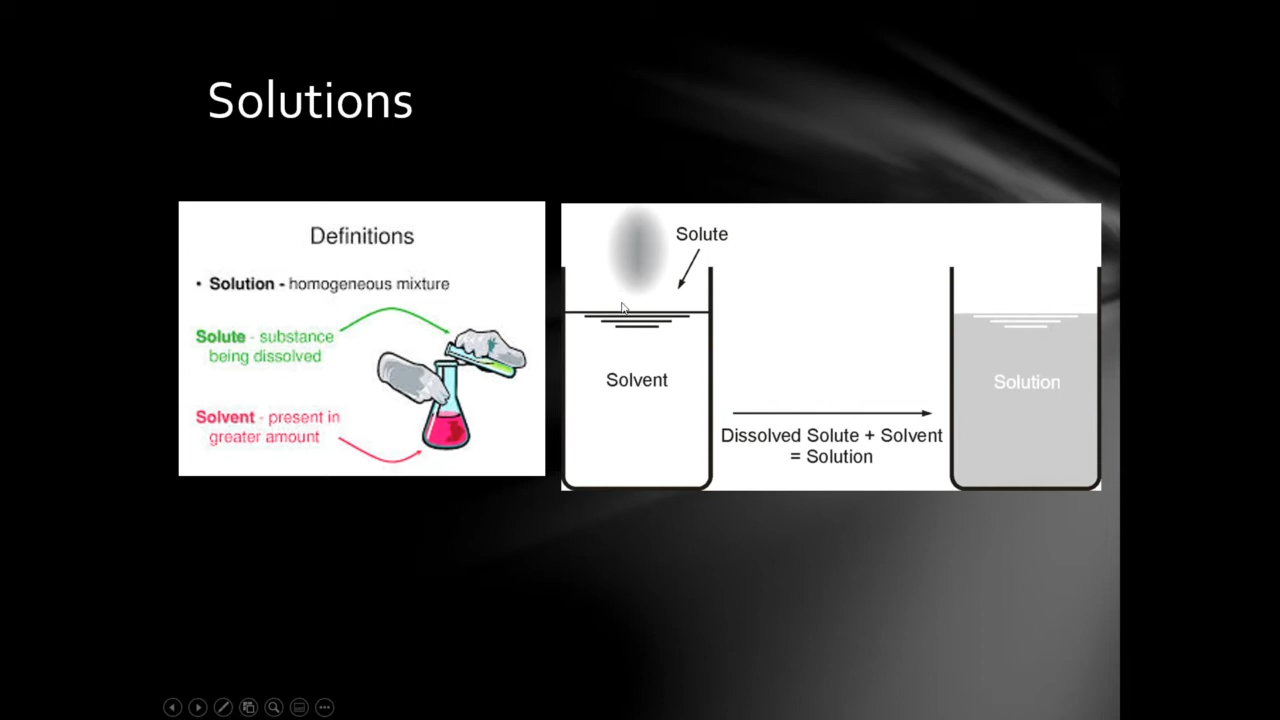 Solutions
Definitions
• Solution - homogeneous mixture
Solute - substance
being dissolved
Solvent - present in
greater amount
Solute
Solvent
Dissolved Solute + Solvent
= Solution
Solution